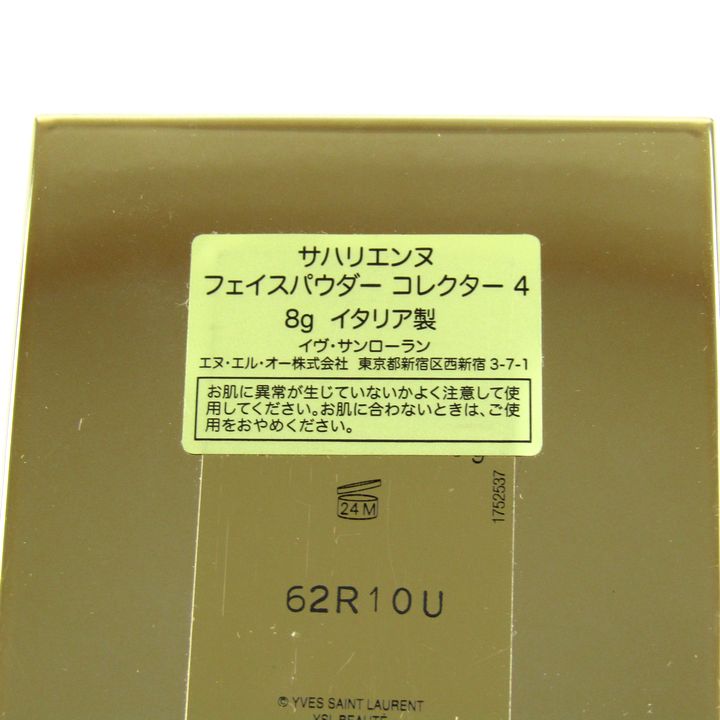 サハリエンヌ
フェイスパウダー コレクター 4
8g イタリア製
イヴ・サンローラン
エヌ・エル・オー株式会社 東京都新宿区西新宿 3-7-1
お肌に異常が生じていないかよく注意して使
用してください。お肌に合わないときは、ご使
用をおやめください。
24 M
1752537
62R10U
© YVES SAINT LAURENT
YSL BEAUTÉ